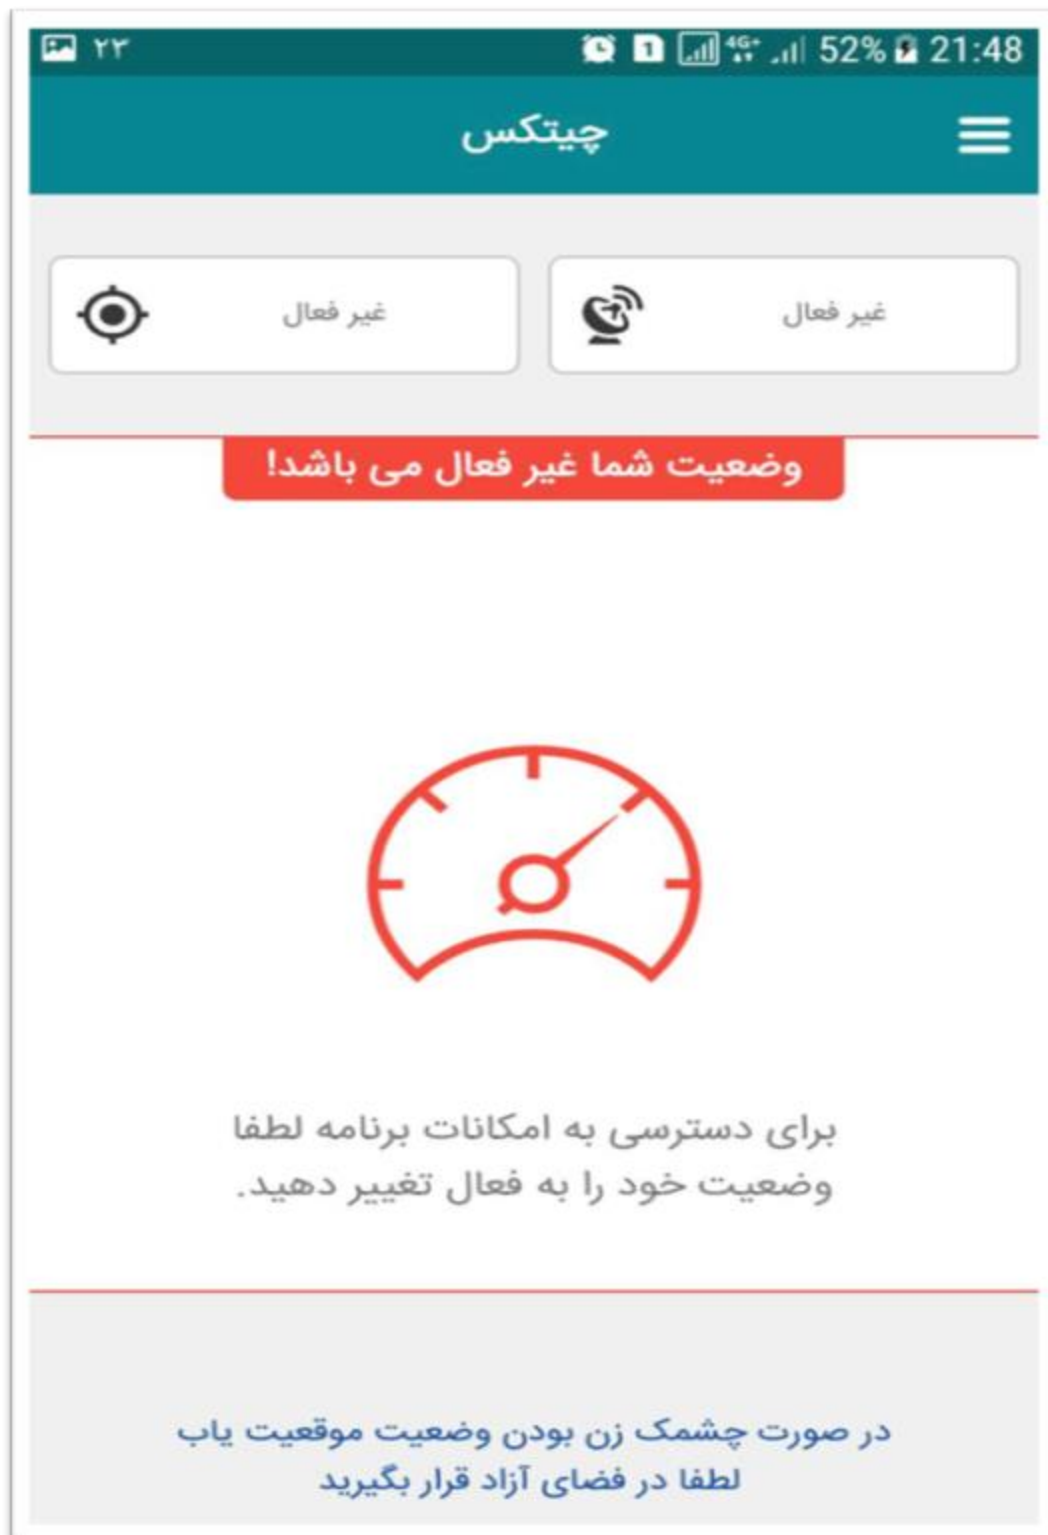 ۲۳ 1 4G+ 52% 21:48
چیتکس
غیر فعال
غیر فعال
وضعیت شما غیر فعال می باشد!
برای دسترسی به امکانات برنامه لطفا
وضعیت خود را به فعال تغییر دهید.
در صورت چشمک زن بودن وضعیت موقعیت یاب
لطفا در فضای آزاد قرار بگیرید